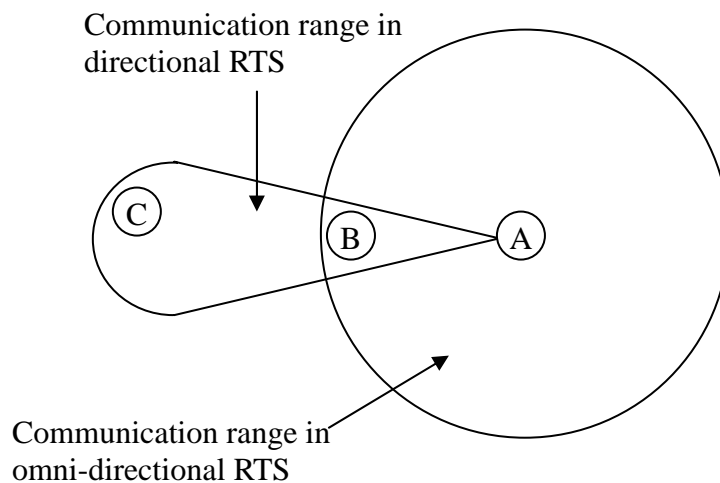 Communication range in
directional RTS
C
B
A
Communication range in
omni-directional RTS